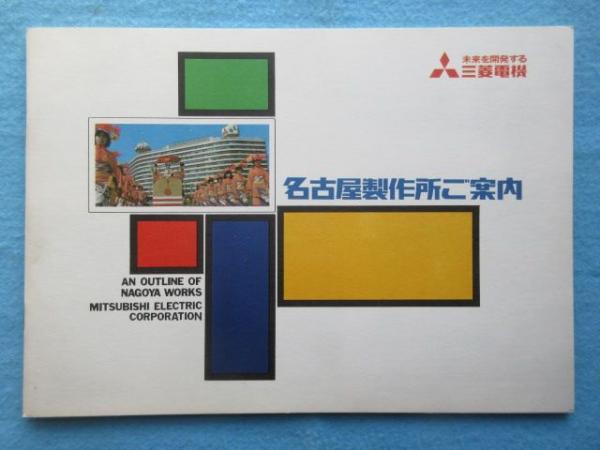 未来を開発する
三菱電機
名古屋製作所ご案内
AN OUTLINE OF
NAGOYA WORKS
MITSUBISHI ELECTRIC
CORPORATION